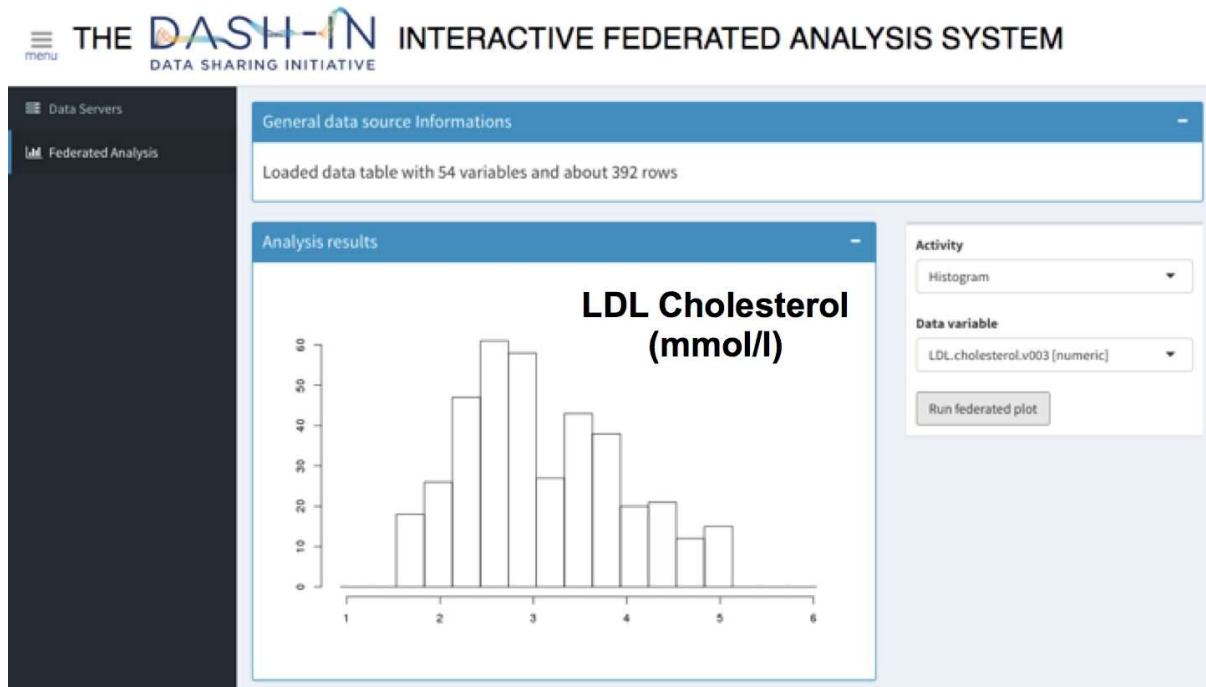 THE DASH-IN INTERACTIVE FEDERATED ANALYSIS SYSTEM
menu
DATA SHARING INITIATIVE
Data Servers
Federated Analysis
General data source Informations
Loaded data table with 54 variables and about 392 rows
Analysis results
LDL Cholesterol
(mmol/l)
60
50
40
30
20
10
0
1 2 3 4 5 6
Activity
Histogram
Data variable
LDL.cholesterol.v003 [numeric]
Run federated plot